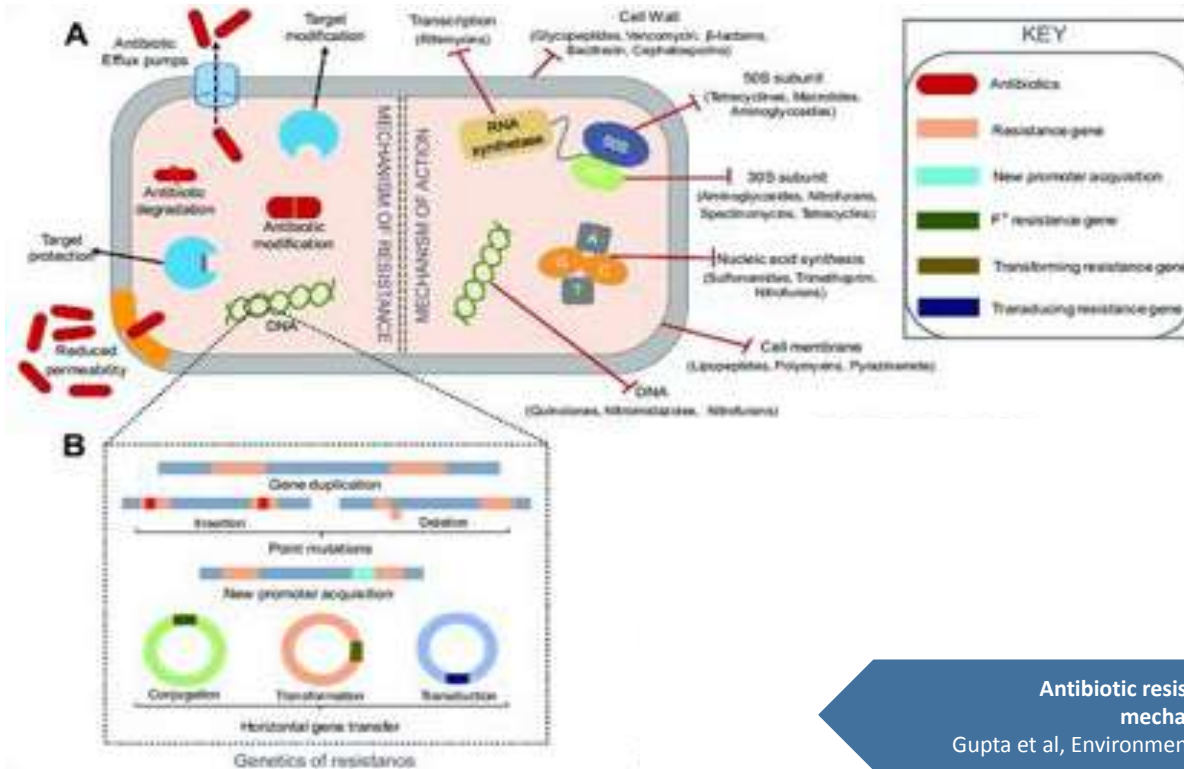 A
Antibiotic
Efflux pumps
Target
modification
Transcription
(Rifamycins)
Cell Wall
(Glycopeptides, Vancomycin, β-lactams,
Bacitracin, Cephalosporins)
50S subunit
(Tetracyclines, Macrolides,
Aminoglycosides)
RNA
synthetase
50S
30S subunit
(Aminoglycosides, Nitrofurans,
Spectinomycins, Tetracyclins)
Antibiotic
degradation
Antibiotic
modification
MECHANISM OF RESISTANCE
MECHANISM OF ACTION
Target
protection
A
G
C
T
Nucleic acid synthesis
(Sulfonamides, Trimethoprim,
Nitrofurans)
DNA
Reduced
permeability
Cell membrane
(Lipopeptides, Polymyxins, Pyrazinamide)
DNA
(Quinolones, Nitroimidazoles, Nitrofurans)
KEY
Antibiotics
Resistance gene
New promoter acquisition
F+ resistance gene
Transforming resistance gene
Transducing resistance gene
B
Gene duplication
Insertion
Deletion
Point mutations
New promoter acquisition
Conjugation
Transformation
Transduction
Horizontal gene transfer
Genetics of resistance
Antibiotic resis
mecha
Gupta et al, Environmen